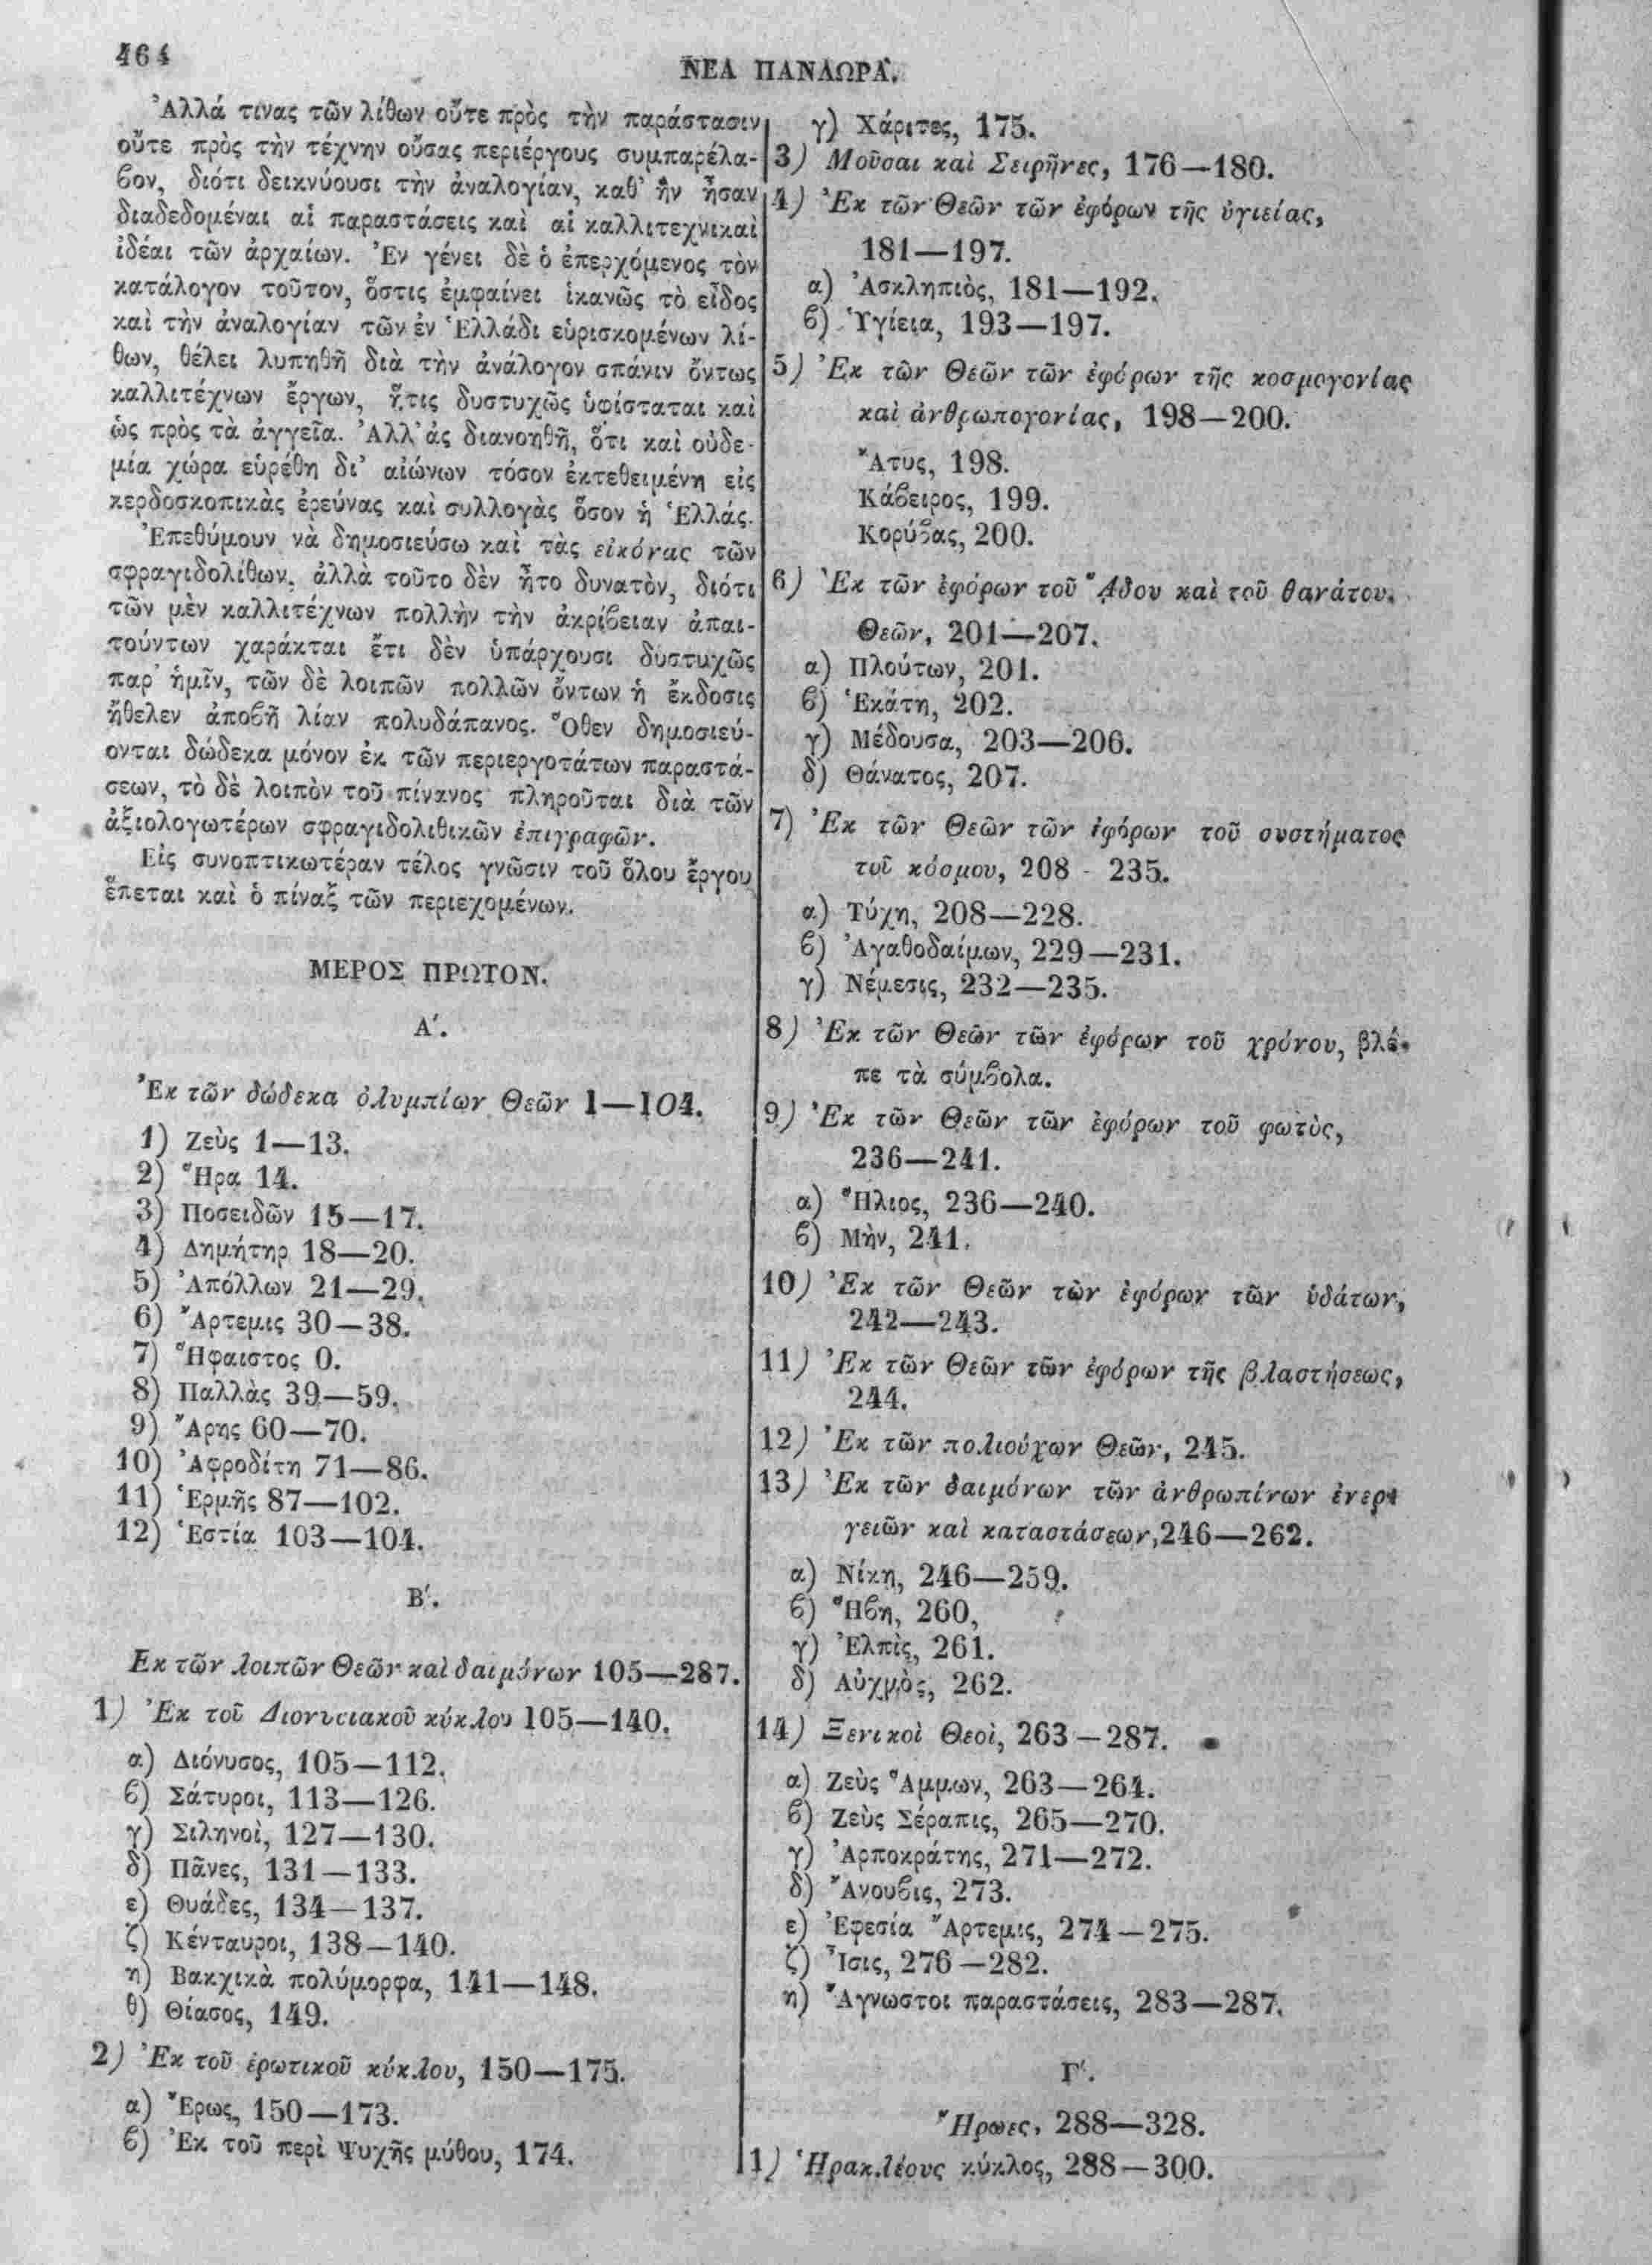 464
ΝΕΑ ΠΑΝΔΩΡΑ.
Ἀλλά τινας τῶν λίθων οὔτε πρὸς τὴν παράστασιν
οὔτε πρὸς τὴν τέχνην οὔσας περιέργους συμπαρέλα-
ϐον, διότι δεικνύουσι τὴν ἀναλογίαν, καθ' ἣν ἦσαν
διαδεδομέναι αἱ παραστάσεις καὶ αἱ καλλιτεχνικαὶ
ἰδέαι τῶν ἀρχαίων. Ἐν γένει δὲ ὁ ἐπερχόμενος τὸν
κατάλογον τοῦτον, ὅστις ἐμφαίνει ἱκανῶς τὸ εἶδος
καὶ τὴν ἀναλογίαν τῶν ἐν Ἑλλάδι εὑρισκομένων λί-
θων, θέλει λυπηθῆ διὰ τὴν ἀνάλογον σπάνιν ὄντως
καλλιτέχνων ἔργων, ἥτις δυστυχῶς ὑφίσταται καὶ
ὡς πρὸς τὰ ἀγγεῖα. Ἀλλ' ἀς διανοηθῆ, ὅτι καὶ οὐδε-
μία χώρα εὑρέθη δι' αἰώνων τόσον ἐκτεθειμένη εἰς
κερδοσκοπικὰς ἐρεύνας καὶ συλλογὰς ὅσον ἡ Ἑλλάς.
Ἐπεθύμουν νὰ δημοσιεύσω καὶ τὰς εἰκόνας τῶν
σφραγιδολίθων, ἀλλὰ τοῦτο δὲν ἦτο δυνατὸν, διότι
τῶν μὲν καλλιτέχνων πολλὴν τὴν ἀκρίϐειαν ἀπαι-
τούντων χαράκται ἔτι δὲν ὑπάρχουσι δυστυχῶς
παρ' ἡμῖν, τῶν δὲ λοιπῶν πολλῶν ὄντων ἡ ἔκδοσις
ἤθελεν ἀποϐῆ λίαν πολυδάπανος. Ὅθεν δημοσιεύ-
ονται δώδεκα μόνον ἐκ τῶν περιεργοτάτων παραστά-
σεων, τὸ δὲ λοιπὸν τοῦ πίνανος πληροῦται διὰ τῶν
ἀξιολογωτέρων σφραγιδολιθικῶν ἐπιγραφῶν.
Εἰς συνοπτικωτέραν τέλος γνῶσιν τοῦ ὅλου ἔργου
ἕπεται καὶ ὁ πίναξ τῶν περιεχομένων.
ΜΕΡΟΣ ΠΡΩΤΟΝ.
Α'.
Ἐκ τῶν δώδεκα ὀλυμπίων Θεῶν 1—104.
1) Ζεὺς 1—13.
2) Ἥρα 14.
3) Ποσειδῶν 15—17.
4) Δημήτηρ 18—20.
5) Ἀπόλλων 21—29.
6) Ἄρτεμις 30—38.
7) Ἥφαιστος 0.
8) Παλλὰς 39—59.
9) Ἄρης 60—70.
10) Ἀφροδίτη 71—86.
11) Ἑρμῆς 87—102.
12) Ἑστία 103—104.
Β'.
Ἐκ τῶν λοιπῶν Θεῶν καὶ δαιμόνων 105—287.
1) Ἐκ τοῦ Διονυσιακοῦ κύκλου 105—140.
α) Διόνυσος, 105—112.
ϐ) Σάτυροι, 113—126.
γ) Σιληνοὶ, 127—130.
δ) Πᾶνες, 131—133.
ε) Θυάδες, 134—137.
ζ) Κένταυροι, 138—140.
η) Βακχικὰ πολύμορφα, 141—148.
θ) Θίασος, 149.
2) Ἐκ τοῦ ἐρωτικοῦ κύκλου, 150—175.
α) Ἔρως, 150—173.
ϐ) Ἐκ τοῦ περὶ Ψυχῆς μύθου, 174.
γ) Χάριτες, 175.
3) Μοῦσαι καὶ Σειρῆνες, 176—180.
4) Ἐκ τῶν Θεῶν τῶν ἐφόρων τῆς ὑγιείας,
181—197.
α) Ἀσκληπιὸς, 181—192.
ϐ) Ὑγίεια, 193—197.
5) Ἐκ τῶν Θεῶν τῶν ἐφόρων τῆς κοσμογονίας
καὶ ἀνθρωπογονίας, 198—200.
Ἄτυς, 198.
Κάϐειρος, 199.
Κορύϐας, 200.
6) Ἐκ τῶν ἐφόρων τοῦ ᾍδου καὶ τοῦ θανάτου.
Θεῶν, 201—207.
α) Πλούτων, 201.
ϐ) Ἑκάτη, 202.
γ) Μέδουσα, 203—206.
δ) Θάνατος, 207.
7) Ἐκ τῶν Θεῶν τῶν ἐφόρων τοῦ συστήματος
τοῦ κόσμου, 208 - 235.
α) Τύχη, 208—228.
ϐ) Ἀγαθοδαίμων, 229—231.
γ) Νέμεσις, 232—235.
8) Ἐκ τῶν Θεῶν τῶν ἐφόρων τοῦ χρόνου, βλέ-
πε τὰ σύμϐολα.
9) Ἐκ τῶν Θεῶν τῶν ἐφόρων τοῦ φωτὸς,
236—241.
α) Ἥλιος, 236—240.
ϐ) Μὴν, 241.
10) Ἐκ τῶν Θεῶν τῶν ἐφόρων τῶν ὑδάτων,
242—243.
11) Ἐκ τῶν Θεῶν τῶν ἐφόρων τῆς βλαστήσεως,
244.
12) Ἐκ τῶν πολιούχων Θεῶν, 245.
13) Ἐκ τῶν δαιμόνων τῶν ἀνθρωπίνων ἐνερ-
γειῶν καὶ καταστάσεων, 246—262.
α) Νίκη, 246—259.
ϐ) Ἥϐη, 260,
γ) Ἐλπὶς, 261.
δ) Αὐχμὸς, 262.
14) Ξενικοὶ Θεοὶ, 263—287.
α) Ζεὺς Ἅμμων, 263—264.
ϐ) Ζεὺς Σέραπις, 265—270.
γ) Ἁρποκράτης, 271—272.
δ) Ἄνουϐις, 273.
ε) Ἐφεσία Ἄρτεμις, 274—275.
ζ) Ἶσις, 276—282.
η) Ἄγνωστοι παραστάσεις, 283—287.
Γ'.
Ἥρωες, 288—328.
1) Ἡρακλέους κύκλος, 288—300.